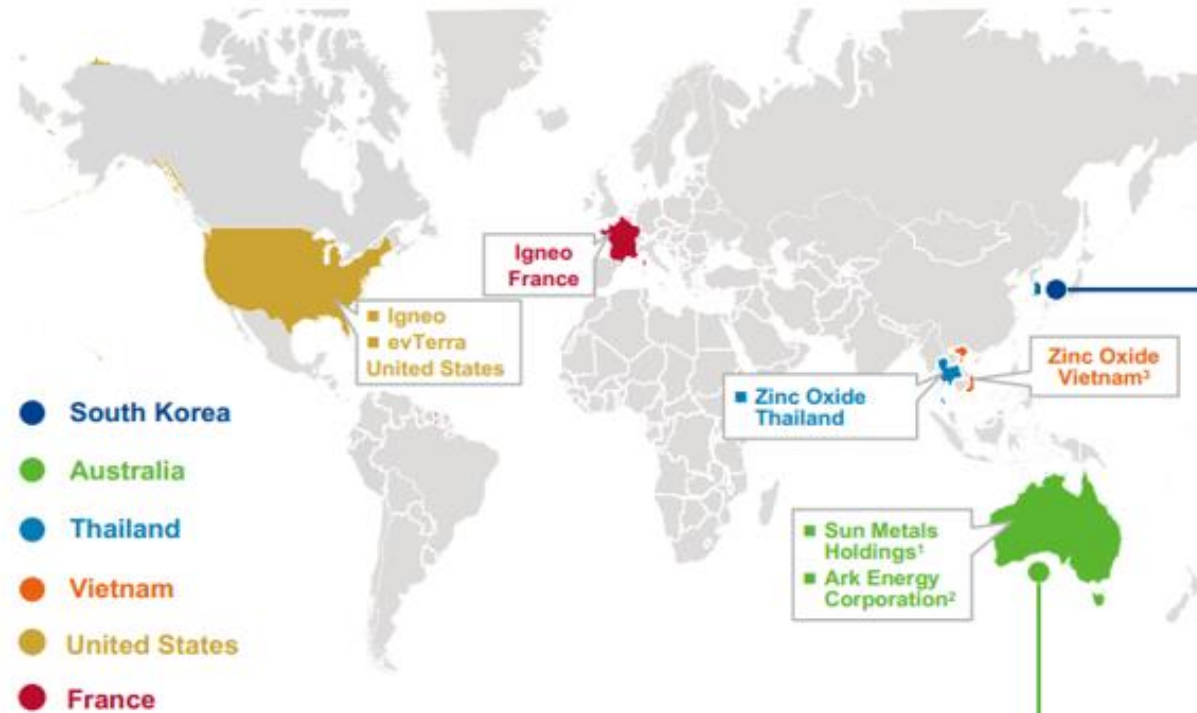 Igneo
France
■ Igneo
■ evTerra
United States
Zinc Oxide
Vietnam³
■ Zinc Oxide
Thailand
■ Sun Metals
Holdings¹
■ Ark Energy
Corporation²
South Korea
Australia
Thailand
Vietnam
United States
France